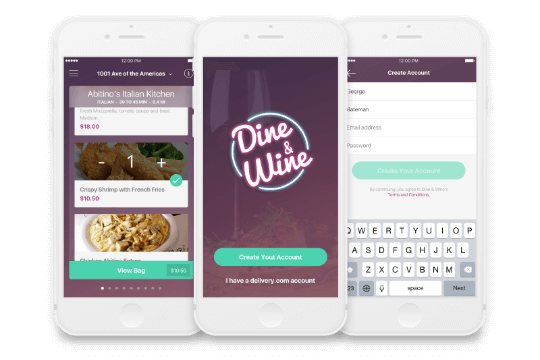 12:00 PM
1001 Ave of the Americas
Abitino's Italian Kitchen
ITALIAN - 30 TO 45 MIN - 0.4 MI
Fresh Mozzarella, tomato sauce and basil.
Medium
$18.00
- 1 +
Crispy Shrimp with French Fries
$10.50
View Bag
$10.50
12:00 PM
Dine
&
Wine
Create Yout Account
I have a delivery.com account
12:00 PM
Create Account
George
Bateman
Email address
Password
Create Your Account
By continuing, you agree to Dine & Wine's
Terms and Conditions.
Q W E R T Y U I O P
A S D F G H J K L
Z X C V B N M
123
space
Next